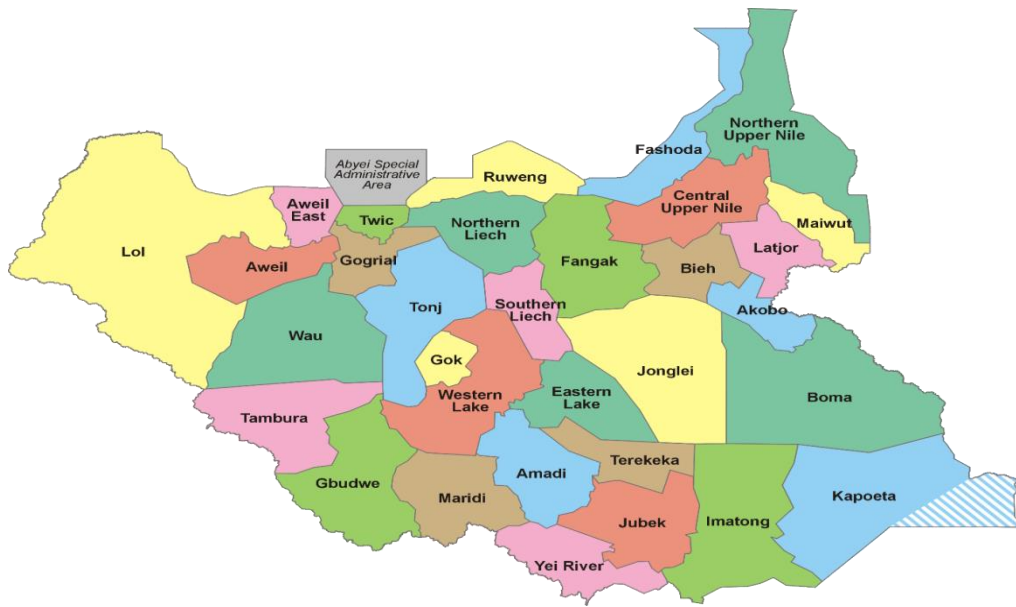 Northern
Upper Nile
Fashoda
Abyei Special
Administrative
Area
Ruweng
Central
Upper Nile
Aweil
East
Twic
Northern
Liech
Maiwut
Lol
Aweil
Gogrial
Fangak
Bieh
Latjor
Tonj
Southern
Liech
Akobo
Wau
Gok
Jonglei
Boma
Western
Lake
Eastern
Lake
Tambura
Terekeka
Gbudwe
Maridi
Amadi
Kapoeta
Jubek
Imatong
Yei River